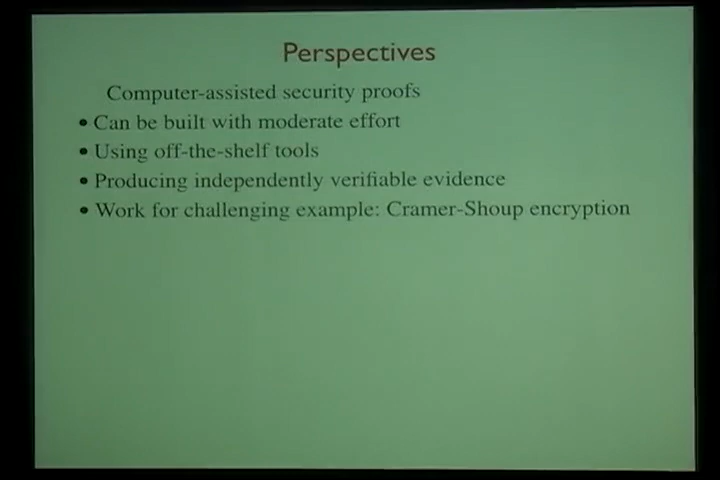 Perspectives
Computer-assisted security proofs
• Can be built with moderate effort
• Using off-the-shelf tools
• Producing independently verifiable evidence
• Work for challenging example: Cramer-Shoup encryption